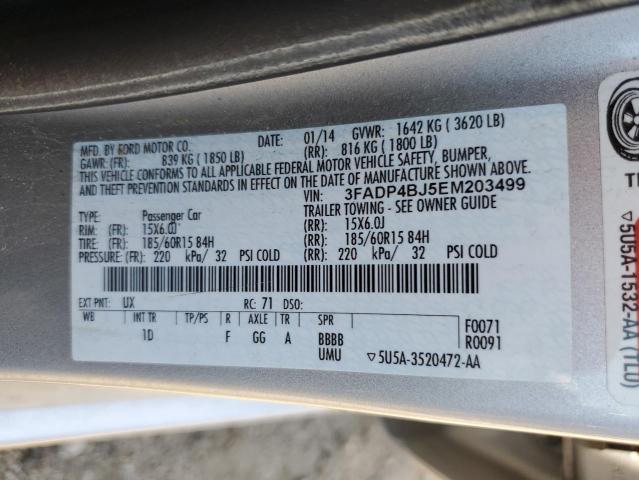 MFD. BY FORD MOTOR CO. DATE: 01/14 GVWR: 1642 KG ( 3620 LB)
GAWR: (FR): 839 KG ( 1850 LB) (RR): 816 KG ( 1800 LB)
THIS VEHICLE CONFORMS TO ALL APPLICABLE FEDERAL MOTOR VEHICLE SAFETY, BUMPER,
AND THEFT PREVENTION STANDARDS IN EFFECT ON THE DATE OF MANUFACTURE SHOWN ABOVE.
VIN: 3FADP4BJ5EM203499
TYPE: Passenger Car TRAILER TOWING - SEE OWNER GUIDE
RIM: (FR): 15X6.0J (RR): 15X6.0J
TIRE: (FR): 185/60R15 84H (RR): 185/60R15 84H
PRESSURE: (FR): 220 kPa/ 32 PSI COLD (RR): 220 kPa/ 32 PSI COLD
EXT PNT: UX RC: 71 DSO:
WB INT TR TP/PS R AXLE TR SPR
1D F GG A BBBB
UMU
F0071
R0091
▽5U5A-3520472-AA
▽5U5A-1532-AA (TLU)